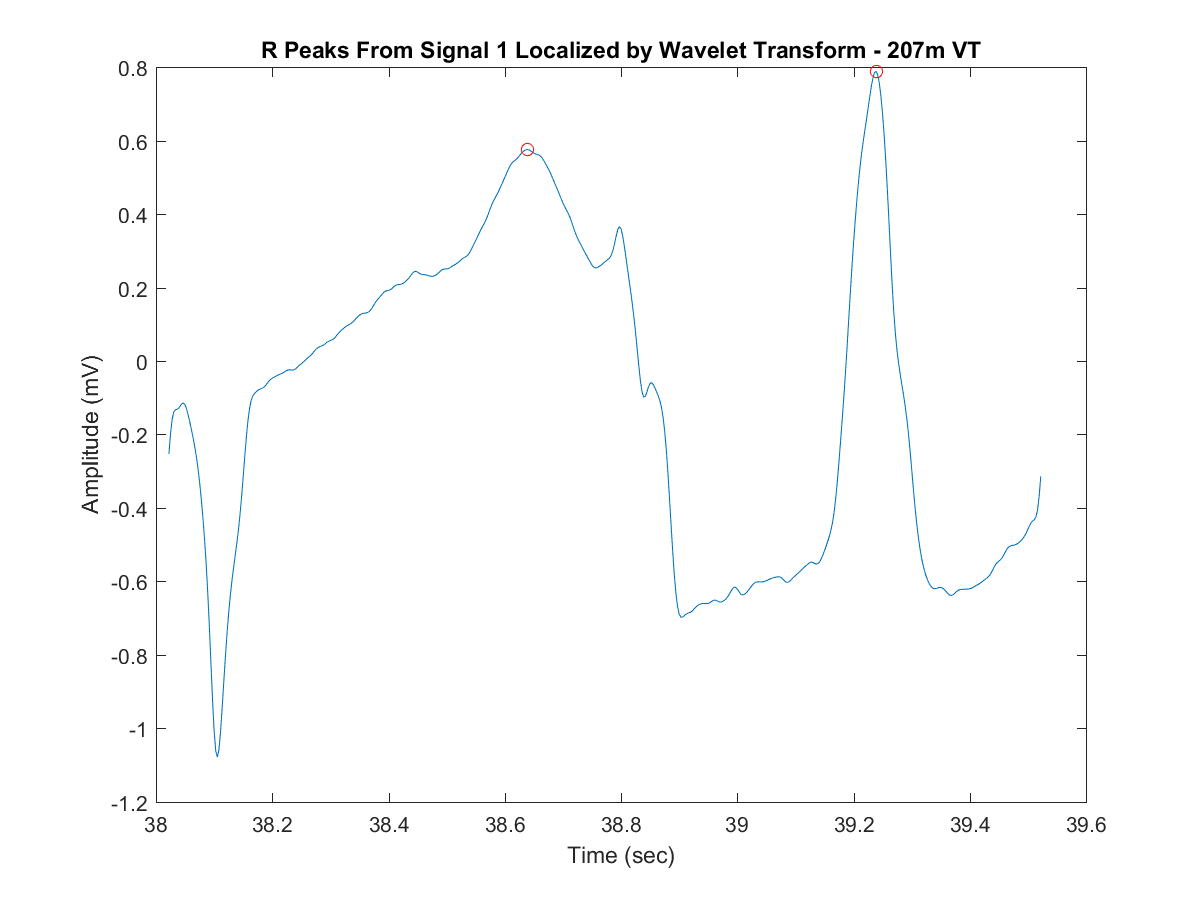 R Peaks From Signal 1 Localized by Wavelet Transform - 207m VT
0.8
0.6
0.4
0.2
0
-0.2
-0.4
-0.6
-0.8
-1
-1.2
Amplitude (mV)
38 38.2 38.4 38.6 38.8 39 39.2 39.4 39.6
Time (sec)